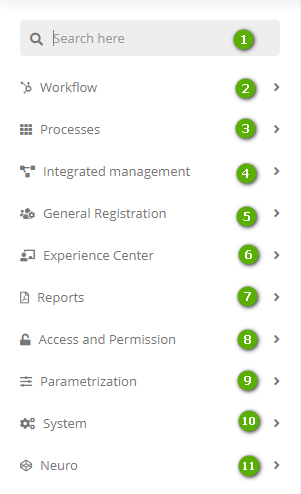 Search here 1
Workflow 2
Processes 3
Integrated management 4
General Registration 5
Experience Center 6
Reports 7
Access and Permission 8
Parametrization 9
System 10
Neuro 11